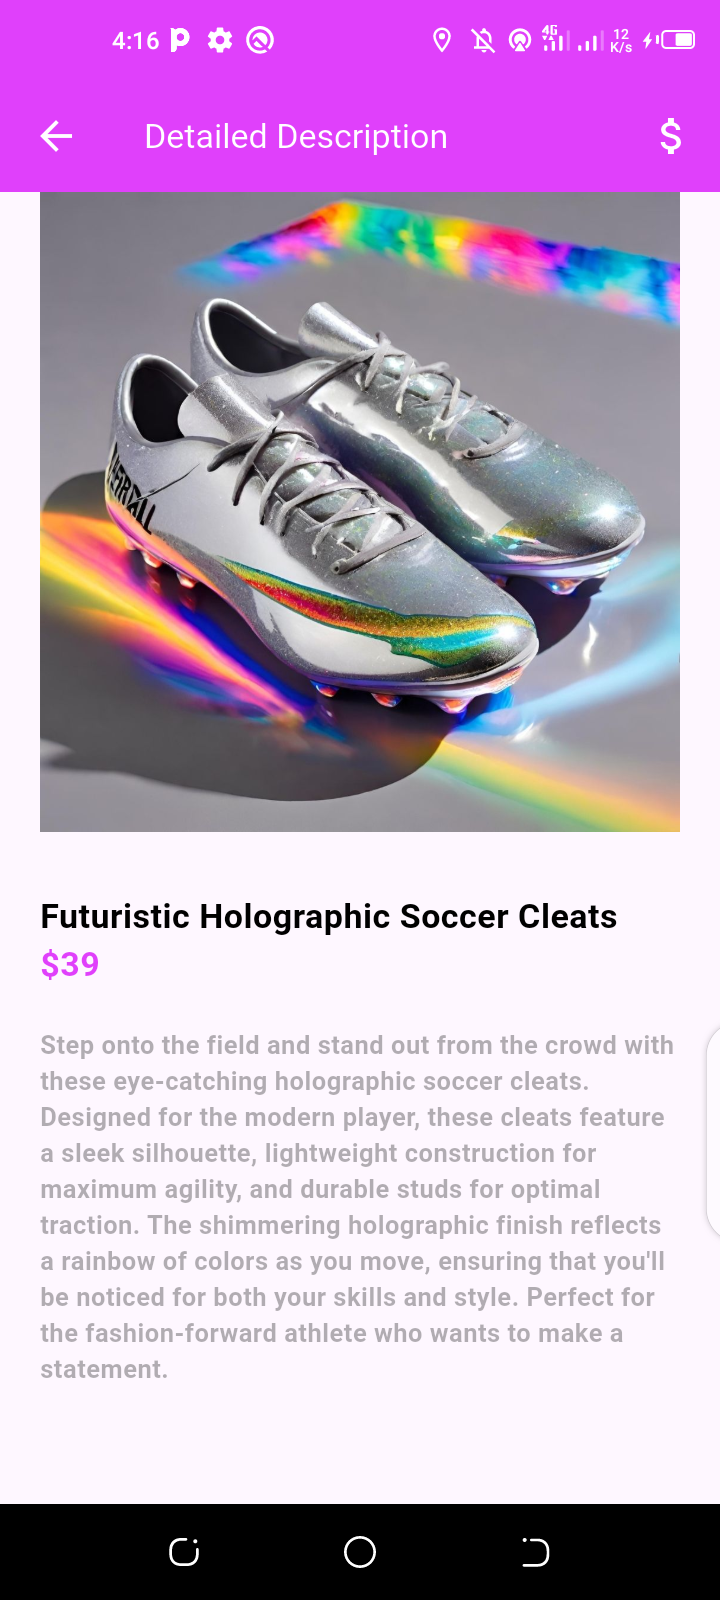 4:16
4G
12
K/s
Detailed Description
$
Futuristic Holographic Soccer Cleats
$39
Step onto the field and stand out from the crowd with
these eye-catching holographic soccer cleats.
Designed for the modern player, these cleats feature
a sleek silhouette, lightweight construction for
maximum agility, and durable studs for optimal
traction. The shimmering holographic finish reflects
a rainbow of colors as you move, ensuring that you'll
be noticed for both your skills and style. Perfect for
the fashion-forward athlete who wants to make a
statement.